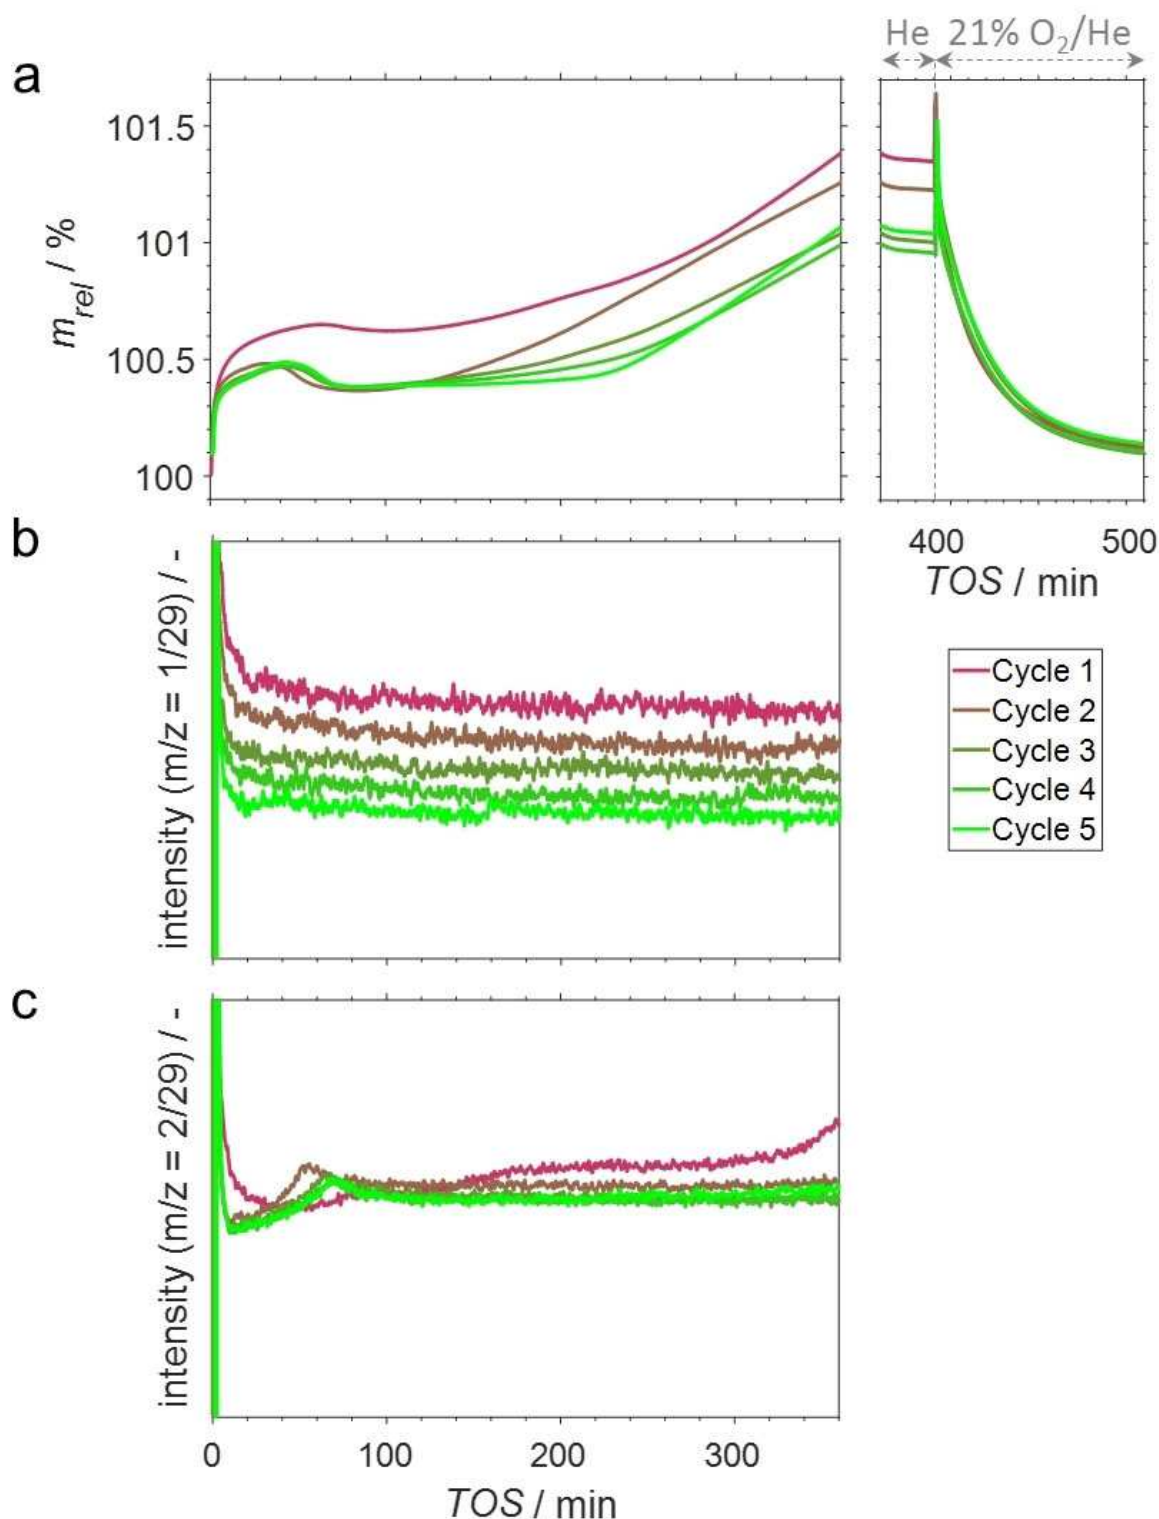 He 21% O₂/He
a
101.5
101
100.5
100
m_rel / %
400 500
TOS / min
b
intensity (m/z = 1/29) / -
Cycle 1
Cycle 2
Cycle 3
Cycle 4
Cycle 5
c
intensity (m/z = 2/29) / -
0 100 200 300
TOS / min